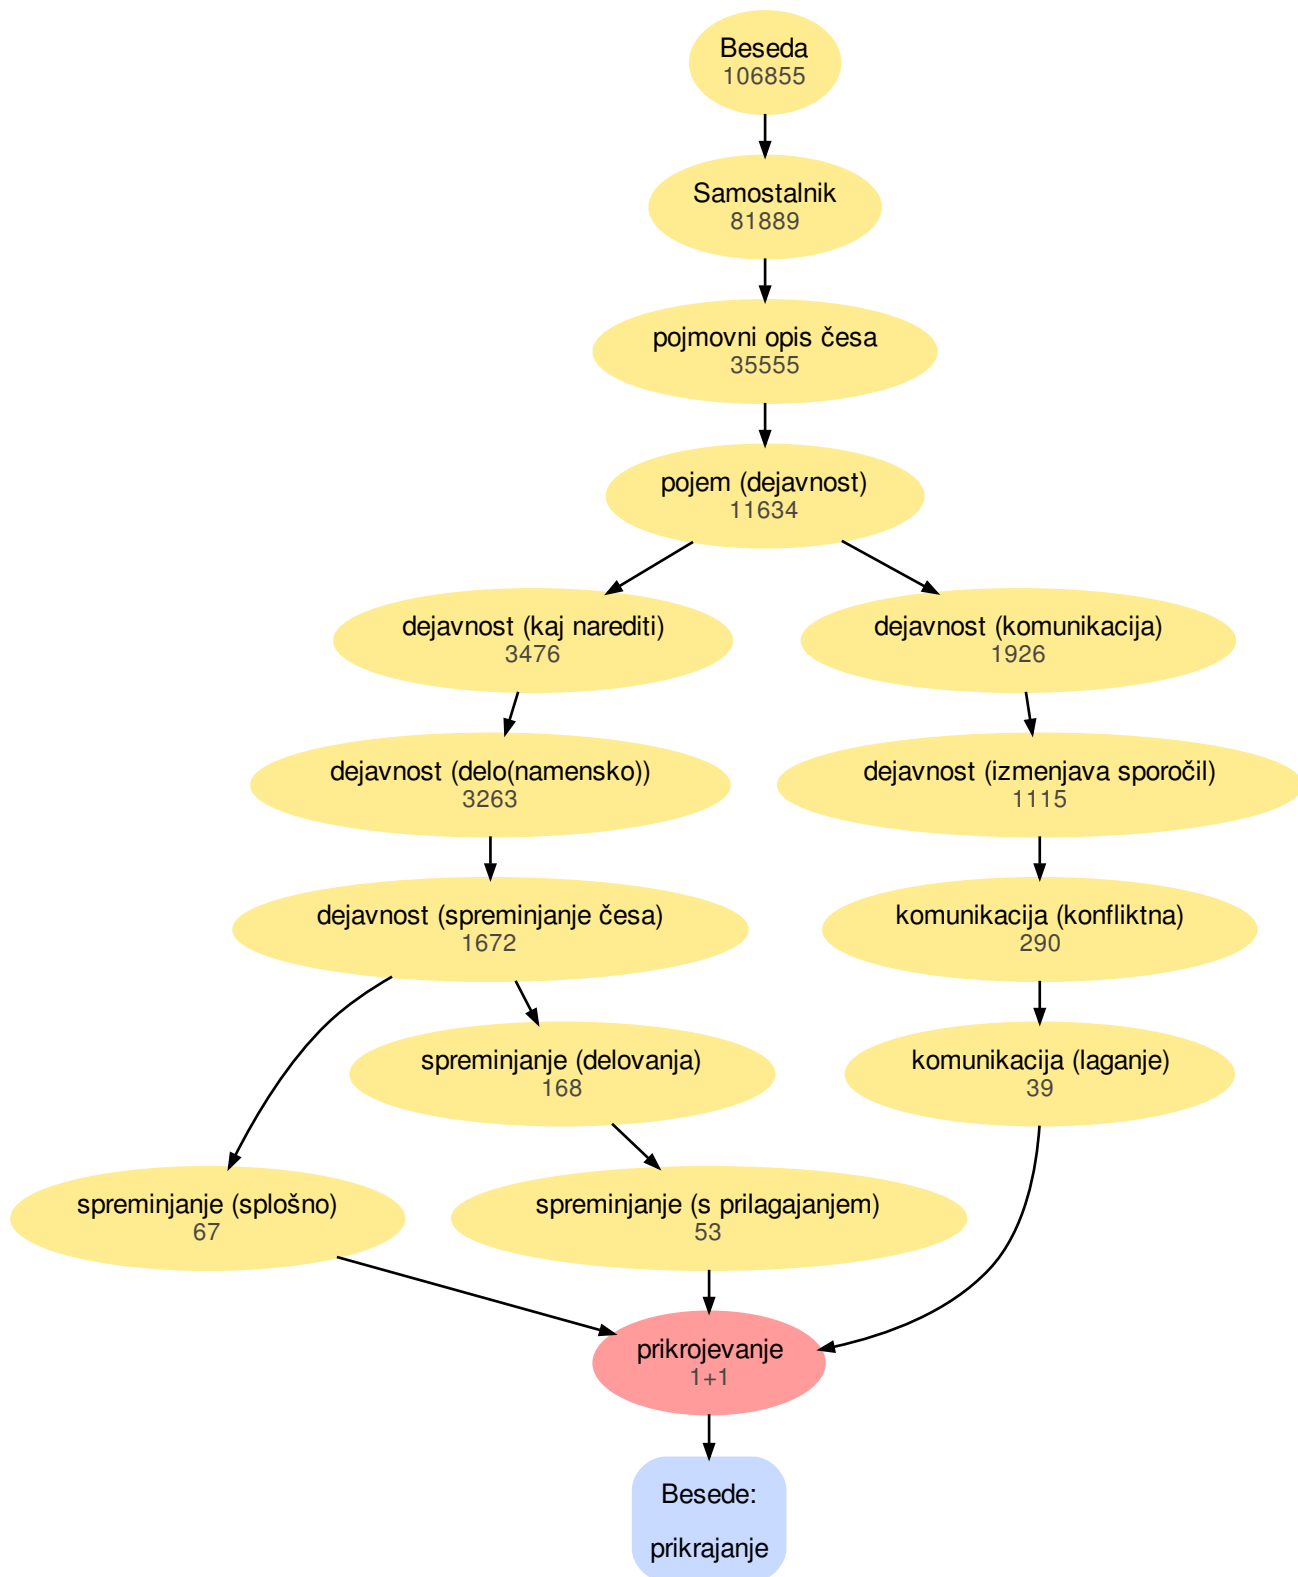 Beseda
106855
Samostalnik
81889
pojmovni opis česa
35555
pojem (dejavnost)
11634
dejavnost (kaj narediti)
3476
dejavnost (komunikacija)
1926
dejavnost (delo(namensko))
3263
dejavnost (izmenjava sporočil)
1115
dejavnost (spreminjanje česa)
1672
komunikacija (konfliktna)
290
spreminjanje (delovanja)
168
komunikacija (laganje)
39
spreminjanje (splošno)
67
spreminjanje (s prilagajanjem)
53
prikrojevanje
1+1
Besede:
prikrajanje